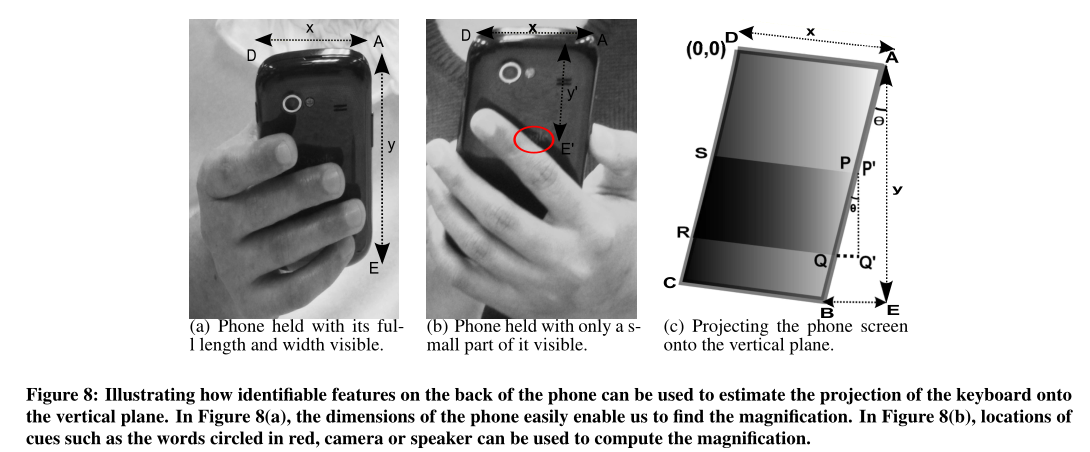 x
D
A
y
E
(a) Phone held with its ful-
l length and width visible.
x
D
A
y'
E'
(b) Phone held with only a s-
mall part of it visible.
D
x
(0,0)
A
Θ
S
P
P'
y
θ
R
Q
Q'
C
B
E
(c) Projecting the phone screen
onto the vertical plane.
Figure 8: Illustrating how identifiable features on the back of the phone can be used to estimate the projection of the keyboard onto
the vertical plane. In Figure 8(a), the dimensions of the phone easily enable us to find the magnification. In Figure 8(b), locations of
cues such as the words circled in red, camera or speaker can be used to compute the magnification.